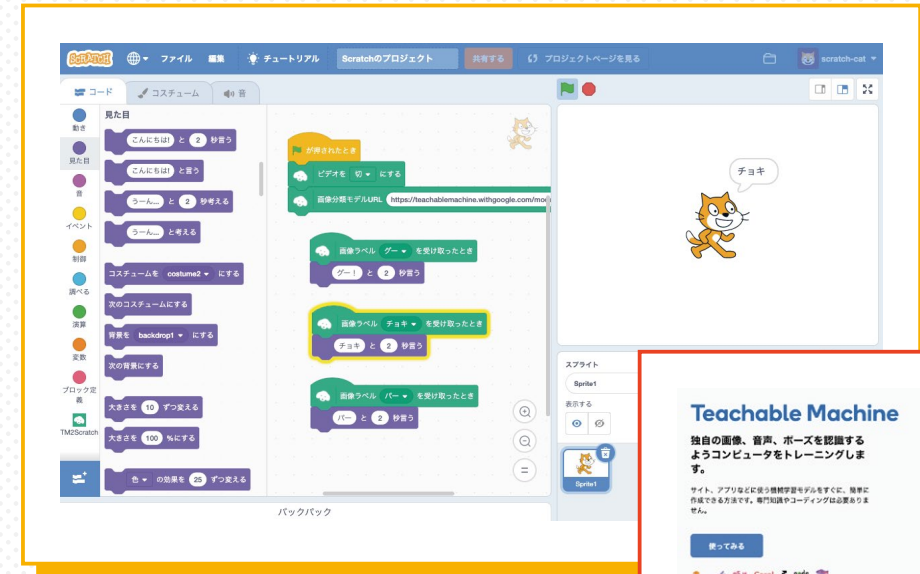 SCRATCH ファイル 編集 チュートリアル Scratchのプロジェクト 共有する プロジェクトページを見る scratch-cat
コード コスチューム 音
動き
見た目
音
イベント
制御
調べる
演算
変数
ブロック定
義
TM2Scratch
見た目
こんにちは! と 2 秒言う
こんにちは! と言う
うーん... と 2 秒考える
うーん... と考える
コスチュームを costume2 にする
次のコスチュームにする
背景を backdrop1 にする
次の背景にする
大きさを 10 ずつ変える
大きさを 100 %にする
色 の効果を 25 ずつ変える
が押されたとき
ビデオを 切 にする
画像分類モデルURL https://teachablemachine.withgoogle.com/mo
画像ラベル グー を受け取ったとき
グー! と 2 秒言う
画像ラベル チョキ を受け取ったとき
チョキ と 2 秒言う
画像ラベル パー を受け取ったとき
パー と 2 秒言う
バックパック
チョキ
スプライト
Sprite1
表示する
Sprite1
Teachable Machine
独自の画像、音声、ポーズを認識する
ようコンピュータをトレーニングしま
す。
サイト、アプリなどに使う機械学習モデルをすぐに、簡単に
作成できる方法です。専門知識やコーディングは必要ありま
せん。
使ってみる